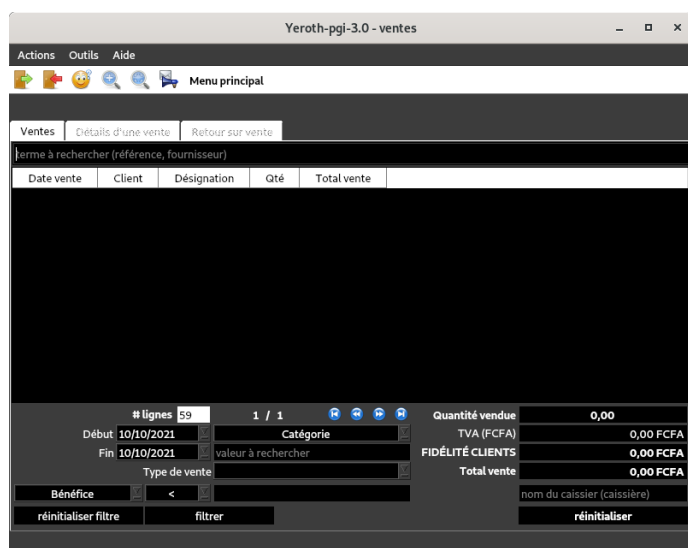 Yeroth-pgi-3.0 - ventes
Actions Outils Aide
Menu principal
Ventes Détails d'une vente Retour sur vente
terme à rechercher (référence, fournisseur)
Date vente Client Désignation Qté Total vente
# lignes 59 1 / 1 Quantité vendue 0,00
Début 10/10/2021 Catégorie TVA (FCFA) 0,00 FCFA
Fin 10/10/2021 valeur à rechercher FIDÉLITÉ CLIENTS 0,00 FCFA
Type de vente Total vente 0,00 FCFA
Bénéfice < nom du caissier (caissière)
réinitialiser filtre filtrer réinitialiser